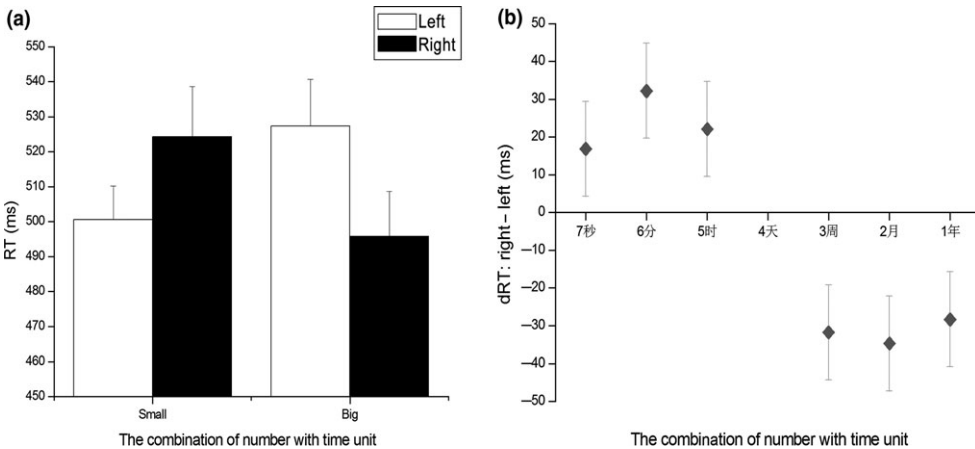 (a)
Left
Right
550
540
530
520
510
500
490
480
470
460
450
RT (ms)
Small
Big
The combination of number with time unit
(b)
50
40
30
20
10
0
−10
−20
−30
−40
−50
dRT: right – left (ms)
7秒
6分
5时
4天
3周
2月
1年
The combination of number with time unit